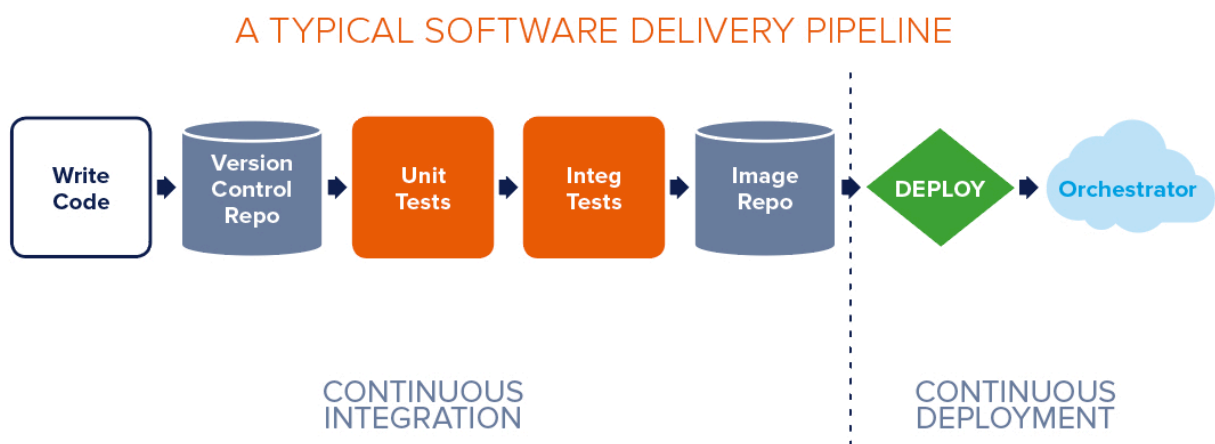 A TYPICAL SOFTWARE DELIVERY PIPELINE
Write
Code
Version
Control
Repo
Unit
Tests
Integ
Tests
Image
Repo
DEPLOY
Orchestrator
CONTINUOUS
INTEGRATION
CONTINUOUS
DEPLOYMENT